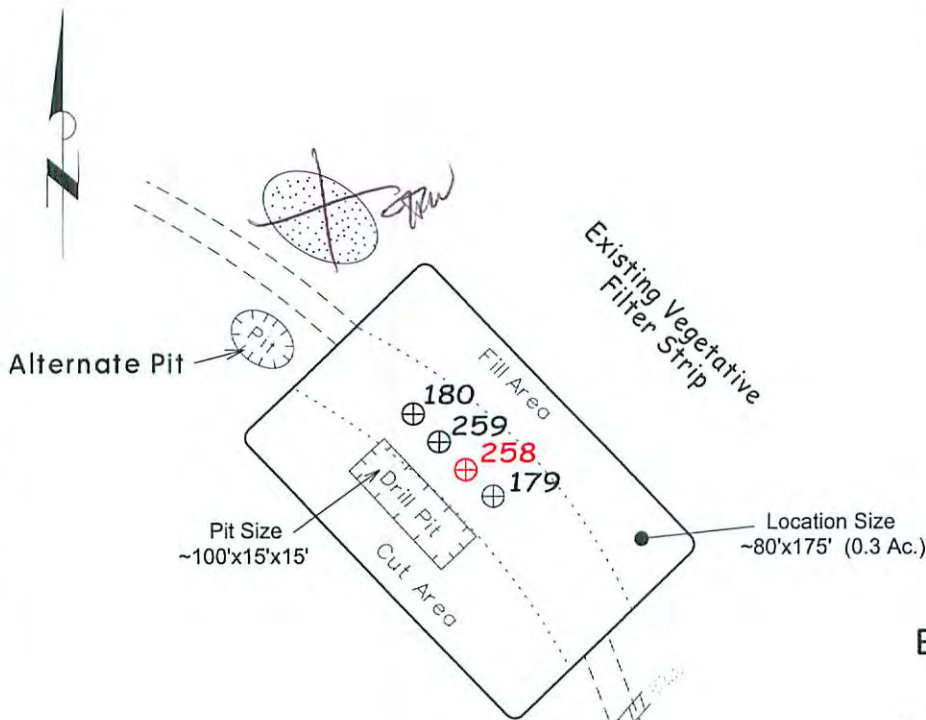 N
Existing Vegetative
Filter Strip
Pit
Alternate Pit
Fill Area
180
259
258
179
Drill Pit
Pit Size
~100'x15'x15'
Cut Area
Location Size
~80'x175' (0.3 Ac.)
E